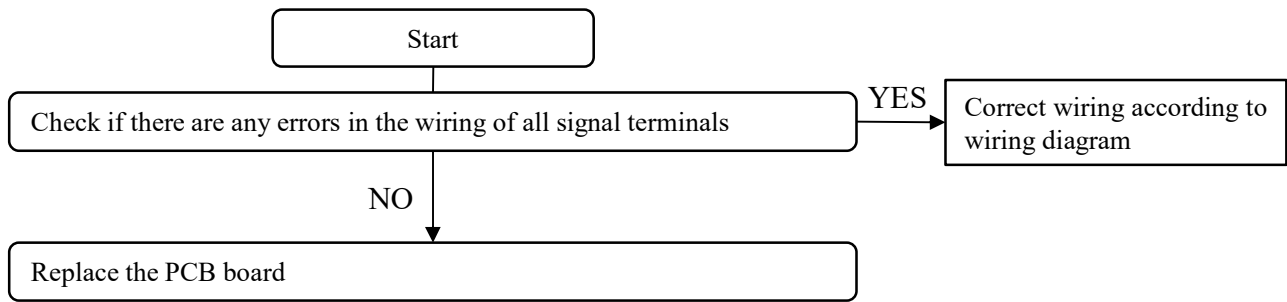 Start
Check if there are any errors in the wiring of all signal terminals
YES
Correct wiring according to
wiring diagram
NO
Replace the PCB board